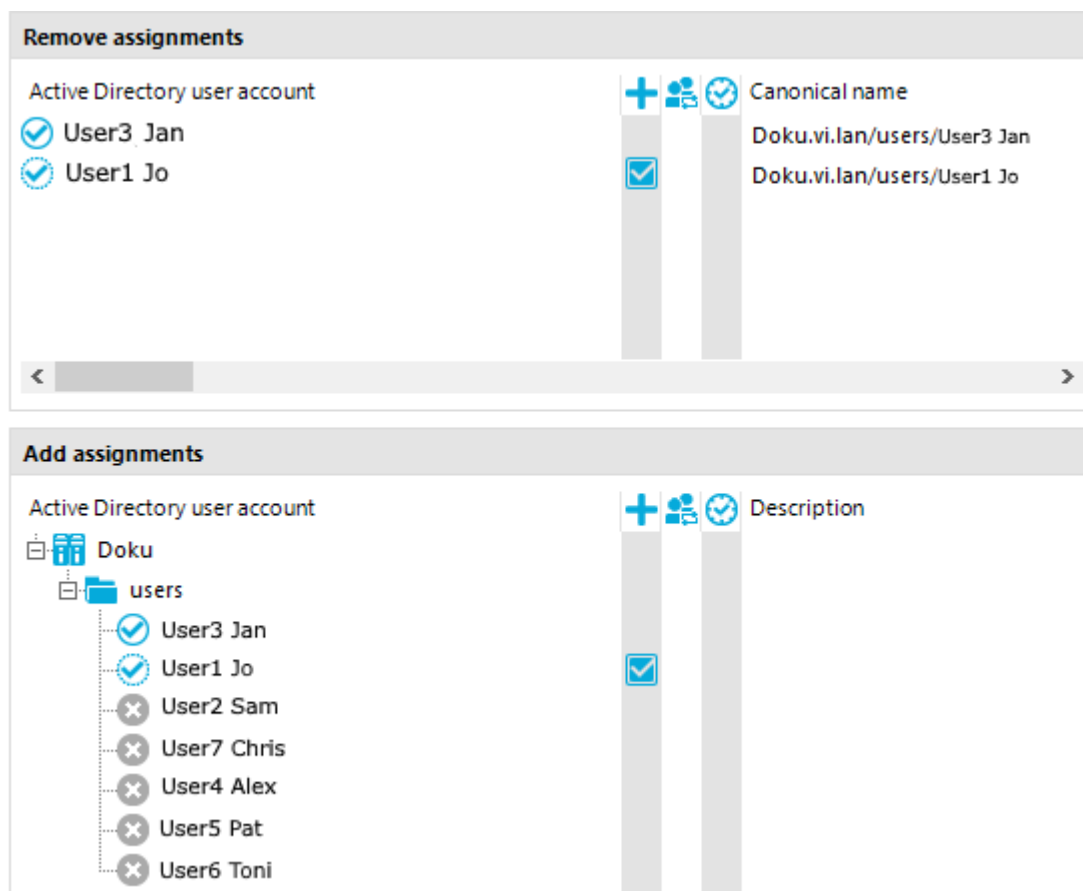 Remove assignments
Active Directory user account Canonical name
User3 Jan Doku.vi.lan/users/User3 Jan
User1 Jo Doku.vi.lan/users/User1 Jo
Add assignments
Active Directory user account Description
Doku
users
User3 Jan
User1 Jo
User2 Sam
User7 Chris
User4 Alex
User5 Pat
User6 Toni